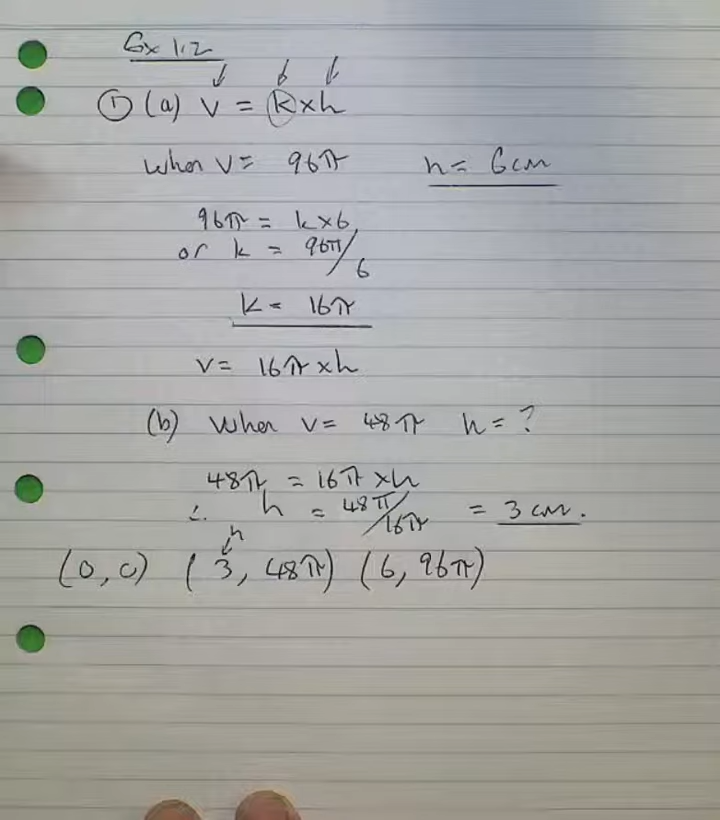 Ex 1.2
① (a) V = k × h
when V = 96π h = 6cm
96π = k × 6
or k = 96π/6
k = 16π
V = 16π × h
(b) When V = 48π h = ?
48π = 16π × h
∴ h = 48π/16π = 3 cm.
h
(0, 0) (3, 48π) (6, 96π)